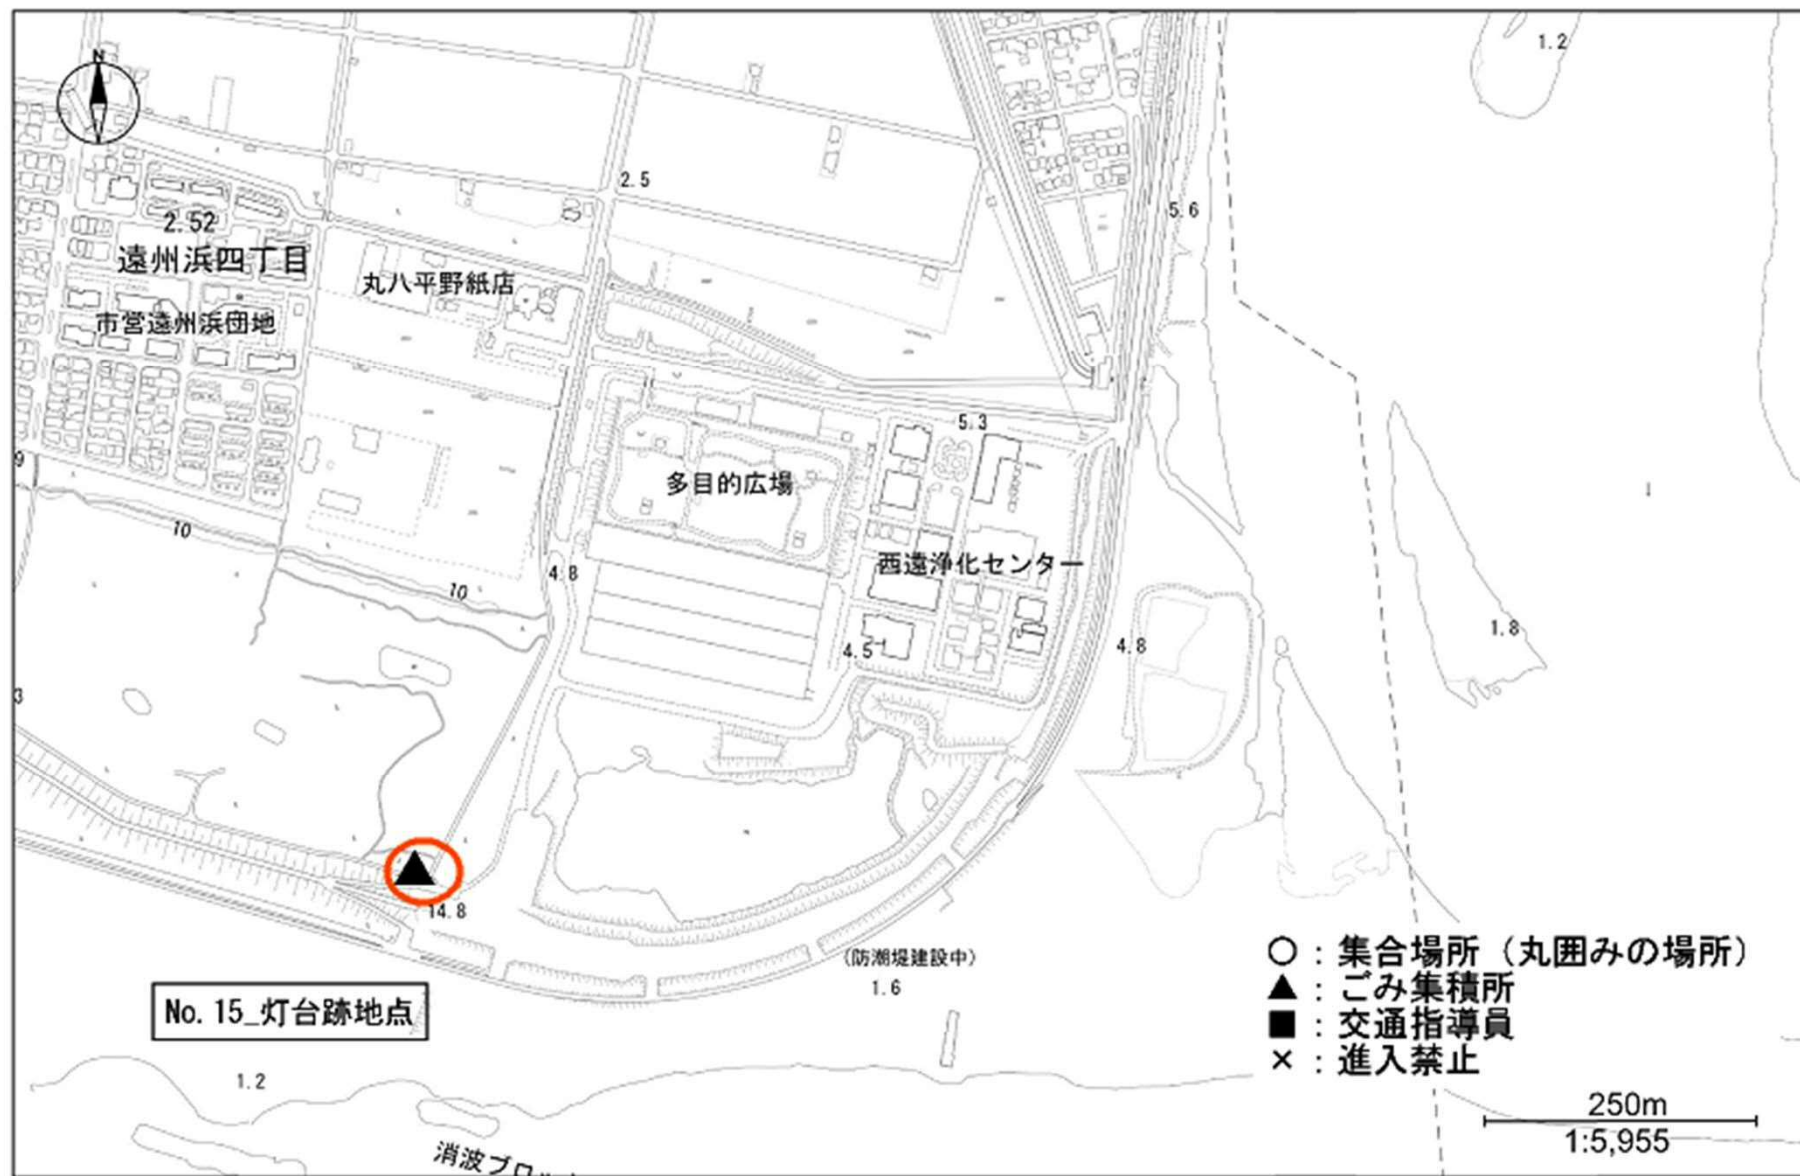 N
1.2
2.5
5.6
2.52
遠州浜四丁目
丸八平野紙店
市営遠州浜団地
5.3
多目的広場
9
10
4.8
西遠浄化センター
10
4.8
1.8
4.5
3
14.8
(防潮堤建設中)
1.6
No.15_灯台跡地点
○：集合場所（丸囲みの場所）
▲：ごみ集積所
■：交通指導員
×：進入禁止
1.2
250m
1:5,955
消波ブロッ